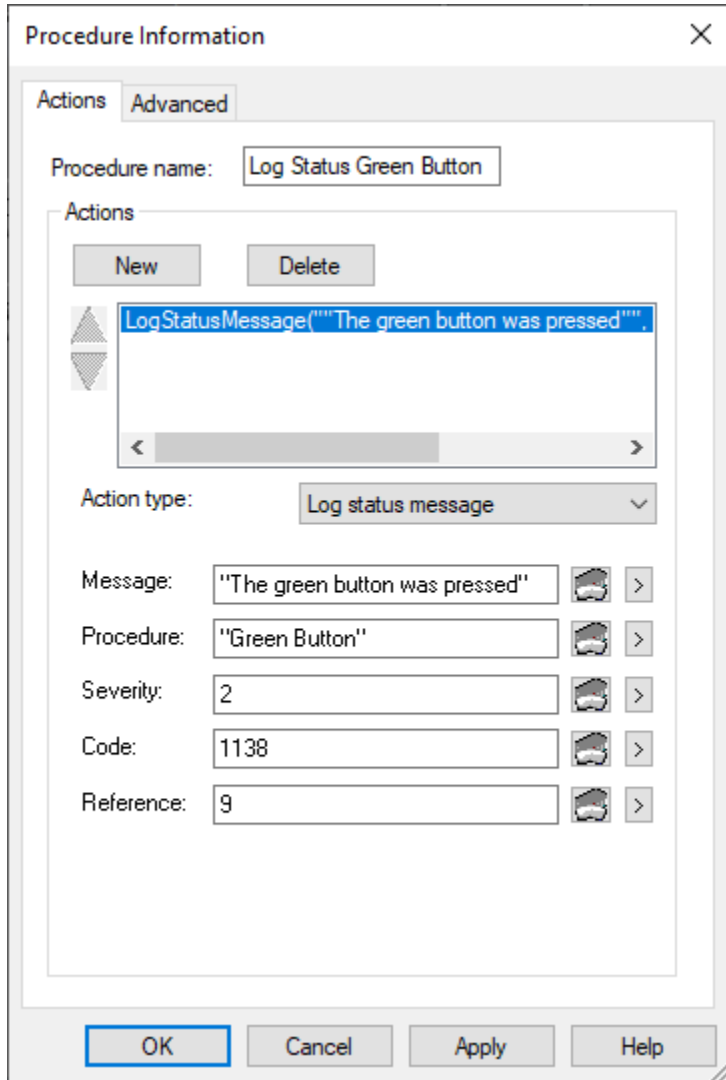 Procedure Information
Actions Advanced
Procedure name: Log Status Green Button
Actions
New Delete
LogStatusMessage(""The green button was pressed"",
Action type: Log status message
Message: "The green button was pressed" >
Procedure: "Green Button" >
Severity: 2 >
Code: 1138 >
Reference: 9 >
OK Cancel Apply Help